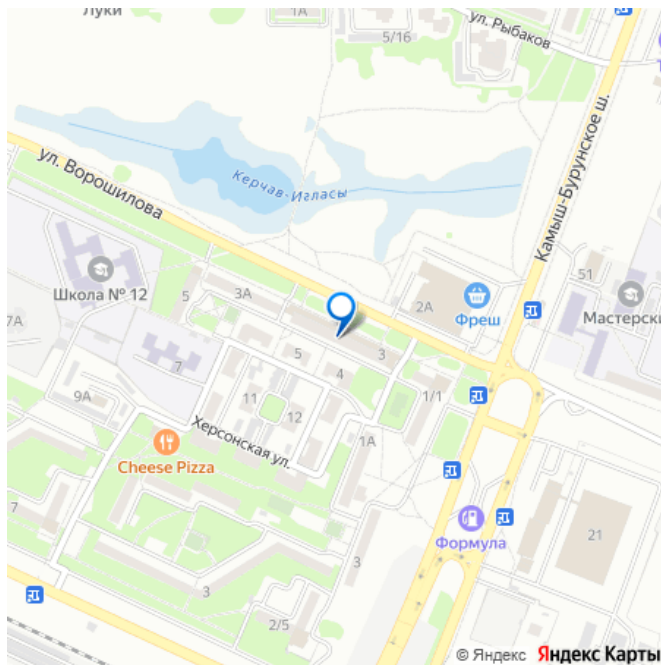 Луки
1А
5/16
ул. Рыбаков
Камыш-Бурунское ш.
ул. Ворошилова
Керчав-Игласы
Школа № 12
7А
5
3А
2А
Фреш
51
Мастерски
5
3
4
7
9А
11
12
1/1
1А
Херсонская ул.
Cheese Pizza
7
Формула
21
3
3
2/5
© Яндекс Яндекс Карты